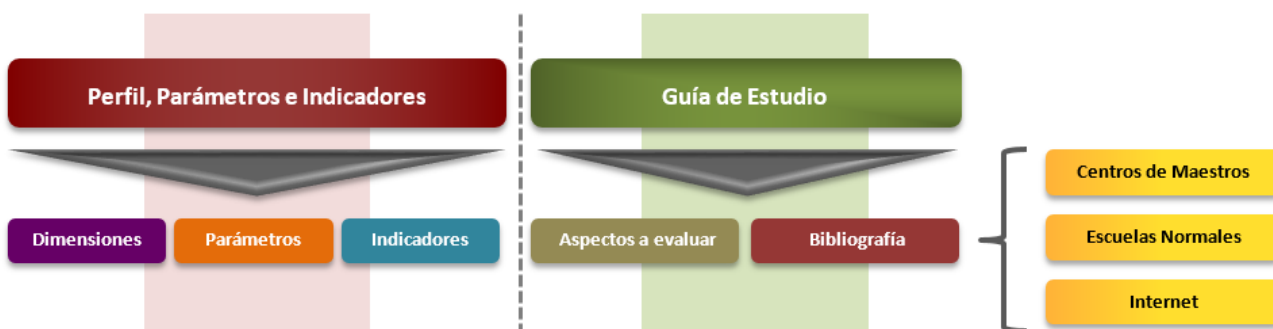 Perfil, Parámetros e Indicadores
Guía de Estudio
Dimensiones
Parámetros
Indicadores
Aspectos a evaluar
Bibliografía
Centros de Maestros
Escuelas Normales
Internet